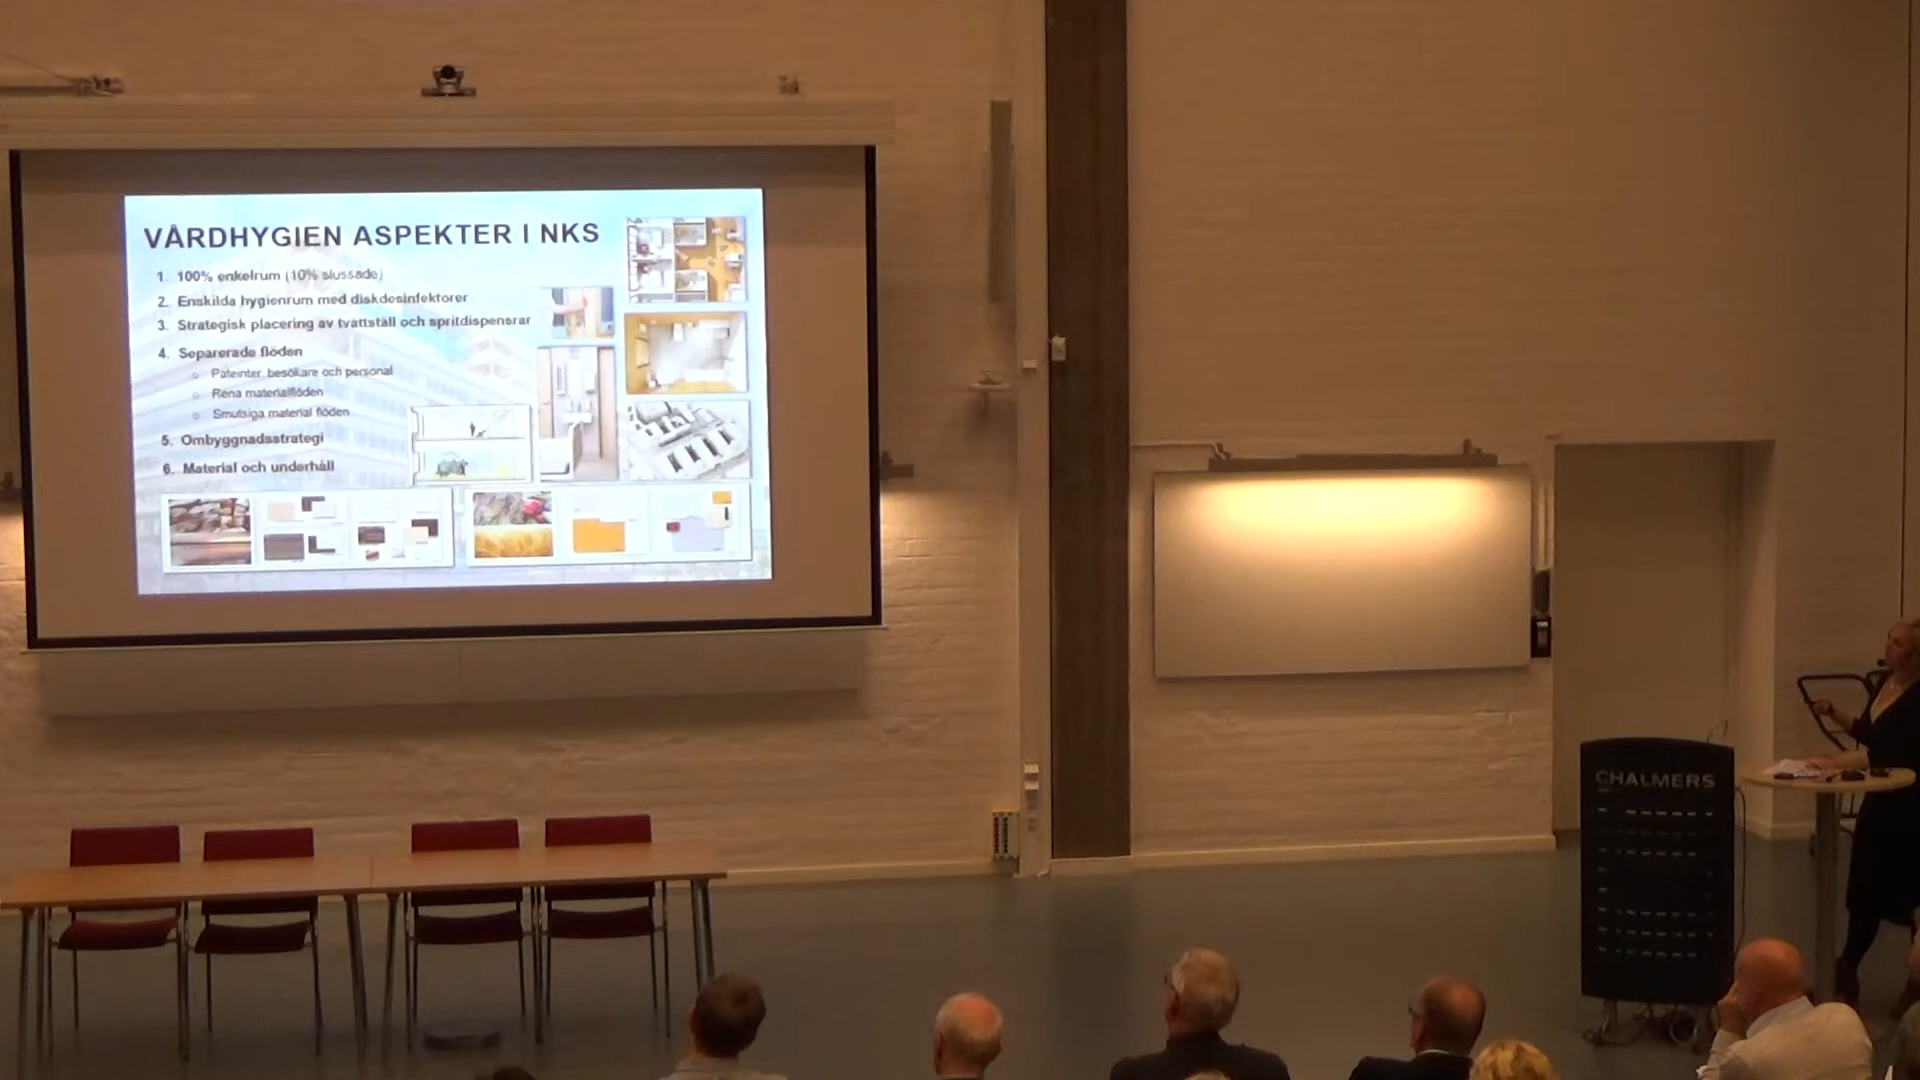 VÅRDHYGIEN ASPEKTER I NKS
1. 100% enkelrum (10% slussade)
2. Enskilda hygienrum med diskdesinfektorer
3. Strategisk placering av tvättställ och spritdispensrar
4. Separerade flöden
○ Pateinter, besökare och personal
○ Rena materialflöden
○ Smutsiga material flöden
5. Ombyggnadsstrategi
6. Material och underhåll
CHALMERS